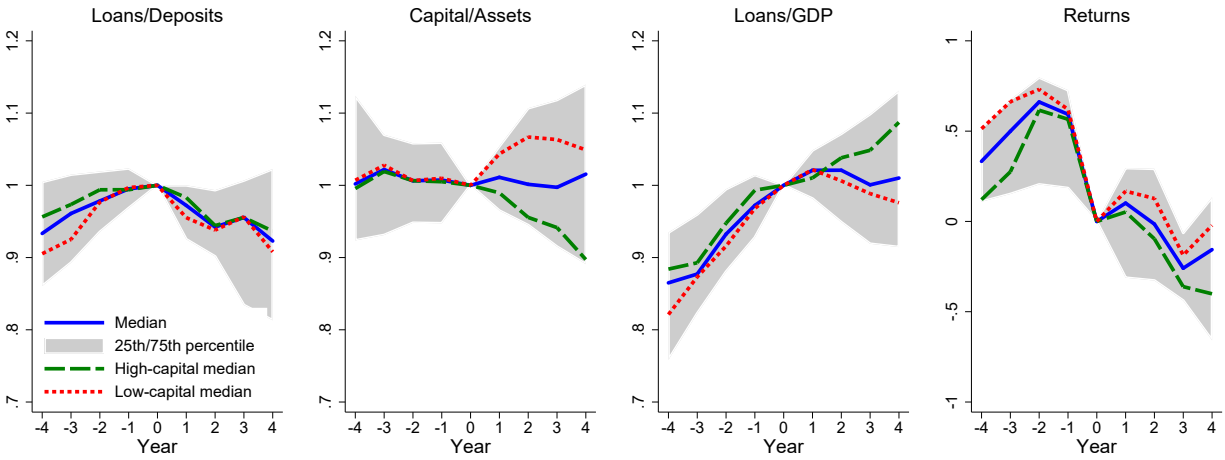 Loans/Deposits
1.2
1.1
1
.9
.8
.7
Median
25th/75th percentile
High-capital median
Low-capital median
-4 -3 -2 -1 0 1 2 3 4
Year
Capital/Assets
1.2
1.1
1
.9
.8
.7
-4 -3 -2 -1 0 1 2 3 4
Year
Loans/GDP
1.2
1.1
1
.9
.8
.7
-4 -3 -2 -1 0 1 2 3 4
Year
Returns
1
.5
0
-.5
-1
-4 -3 -2 -1 0 1 2 3 4
Year